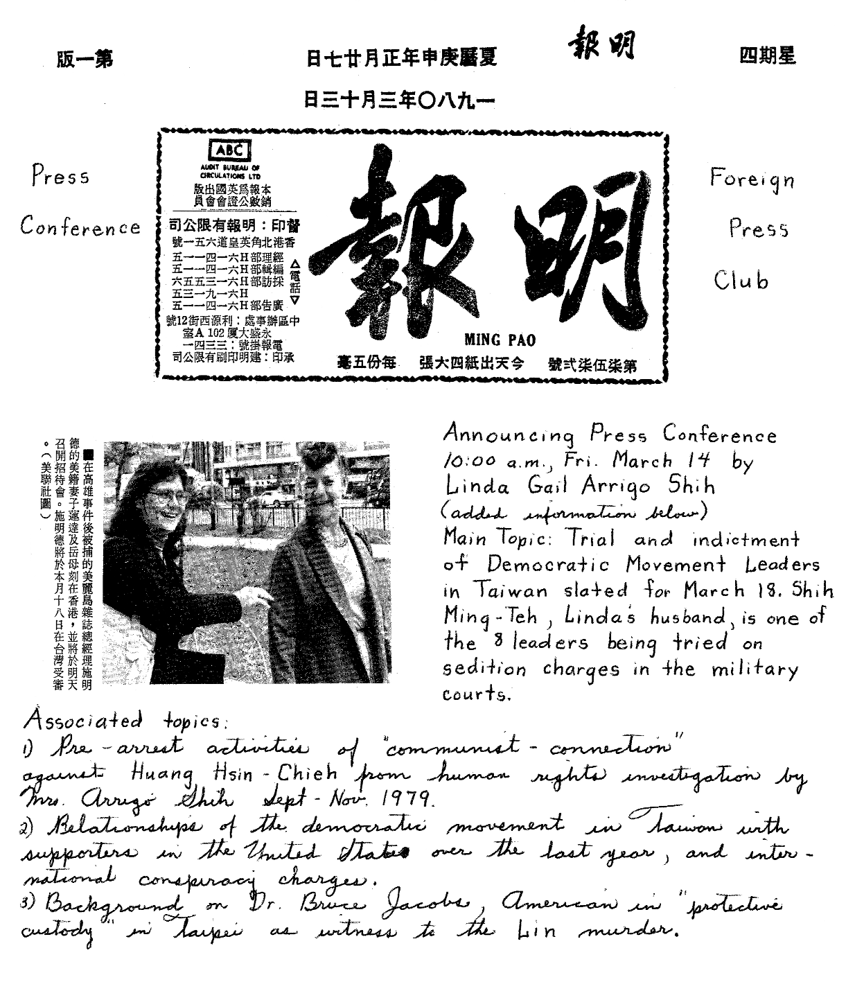 星期四
明報
夏曆庚申年正月廿七日
第一版
一九八〇年三月十三日
Press
Conference
ABC
AUDIT BUREAU OF
CIRCULATIONS LTD
本報爲英國出版
銷數公證會會員
督印：明報有限公司
香港北角英皇道六五一號
△電話▽
經理部H六一四一一五
編輯部H六一四一一五
採訪部H六一三五五六
H六一九一三五
廣告部H六一四一一五
中區辦事處：利源西街12號
永盛大厦102 A室
電報掛號：三三四一
承印：建明印刷有限公司
明報
MING PAO
第柒伍柒弍號 今天出紙四大張 每份五毫
Foreign
Press
Club
■在高雄事件後被捕的美麗島雜誌總經理施明
德的美籍妻子運達及岳母刻在香港，並將於明天
召開招待會。施明德將於本月十八日在台灣受審
。（美聯社圖）
Announcing Press Conference
10:00 a.m., Fri. March 14 by
Linda Gail Arrigo Shih
(added information below)
Main Topic: Trial and indictment
of Democratic Movement Leaders
in Taiwan slated for March 18. Shih
Ming-Teh, Linda's husband, is one of
the 8 leaders being tried on
sedition charges in the military
courts.
Associated topics:
1) Pre-arrest activities of "communist-connection"
against Huang Hsin-Chieh from human rights investigation by
Mrs. Arrigo Shih Sept-Nov. 1979.
2) Relationships of the democratic movement in Taiwan with
supporters in the United States over the last year, and inter-
national conspiracy charges.
3) Background on Dr. Bruce Jacobs, American in "protective
custody" in Taipei as witness to the Lin murder.